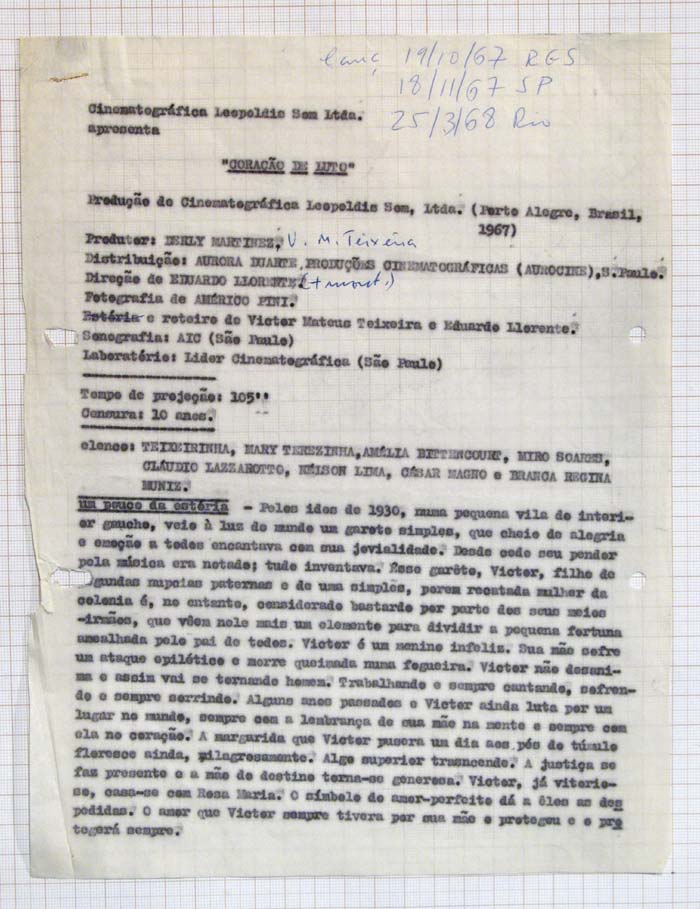 lanç 19/10/67 RGS
18/11/67 SP
25/3/68 Rio
Cinematográfica Leopoldis Som Ltda.
apresenta
"CORAÇÃO DE LUTO"
Produção de Cinematográfica Leopoldis Som, Ltda. (Porto Alegre, Brasil,
1967)
Produtor: DERLY MARTINEZ, V. M. Teixeira
Distribuição: AURORA DUARTE PRODUÇÕES CINEMATOGRÁFICAS (AUROCINE), S.Paulo.
Direção de EDUARDO LLORENTE. (+ mont.)
Fotografia de AMÉRICO PINI.
Estória e roteiro de Victor Mateus Teixeira e Eduardo Llorente.
Sonografia: AIC (São Paulo)
Laboratório: Lider Cinematográfica (São Paulo)
Tempo de projeção: 105''
Censura: 10 anos.
elenco: TEIXEIRINHA, MARY TEREZINHA, AMÁLIA BITTENCOURT, MIRO SOARES,
CLÁUDIO LAZZAROTTO, NÉLSON LIMA, CÉSAR MAGNO e BRANCA REGINA
MUNIZ.
um pouco da estória - Pelos idos de 1930, numa pequena vila do interi-
or gaucho, veio à luz do mundo um garoto simples, que cheio de alegria
e emoção a todos encantava com sua jovialidade. Desde cedo seu pendor
pela música era notado; tudo inventava. Esse garôto, Victor, filho de
segundas nupcias paternas e de uma simples, porem recatada mulher da
colonia é, no entanto, considerado bastardo por parte dos seus meios
-irmãos, que vêem nele mais um elemento para dividir a pequena fortuna
amealhada pelo pai de todos. Victor é um menino infeliz. Sua mãe sofre
um ataque epilético e morre queimada numa fogueira. Victor não desani-
ma e assim vai se tornando homem. Trabalhando e sempre cantando, sofren-
do e sempre sorrindo. Alguns anos passados e Victor ainda luta por um
lugar no mundo, sempre com a lembrança de sua mãe na mente e sempre com
ela no coração. A margarida que Victor pusera um dia aos pés do túmulo
floresce ainda, milagrosamente. Algo superior trasncende. A justiça se
faz presente e a mão do destino torna-se generosa. Victor, já vitorio-
so, casa-se com Rosa Maria. O símbolo do amor-perfeito dá a êles as des
pedidas. O amor que Victor sempre tivera por sua mãe o protegeu e o pro
tegerá sempre.